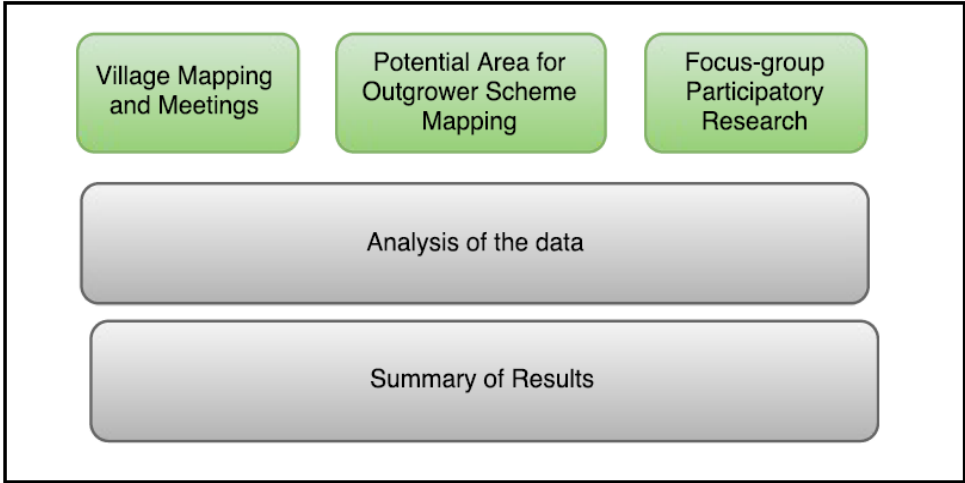 Village Mapping
and Meetings
Potential Area for
Outgrower Scheme
Mapping
Focus-group
Participatory
Research
Analysis of the data
Summary of Results